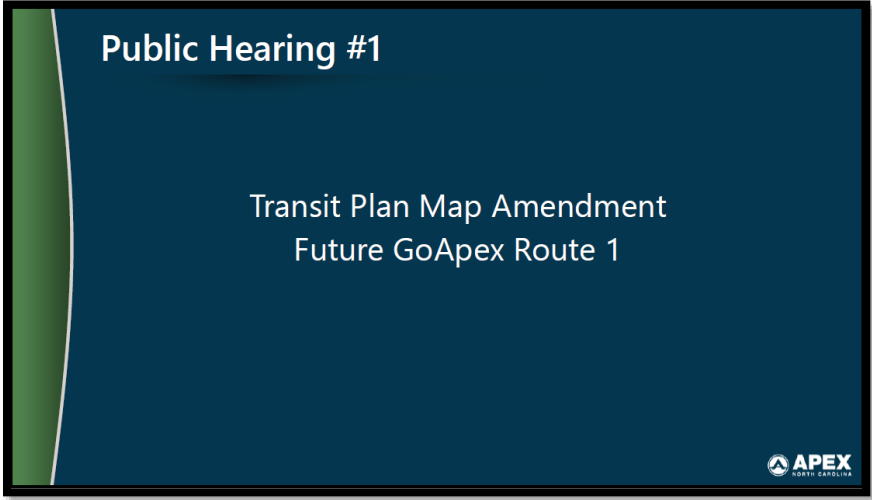 Public Hearing #1
Transit Plan Map Amendment
Future GoApex Route 1
APEX
NORTH CAROLINA